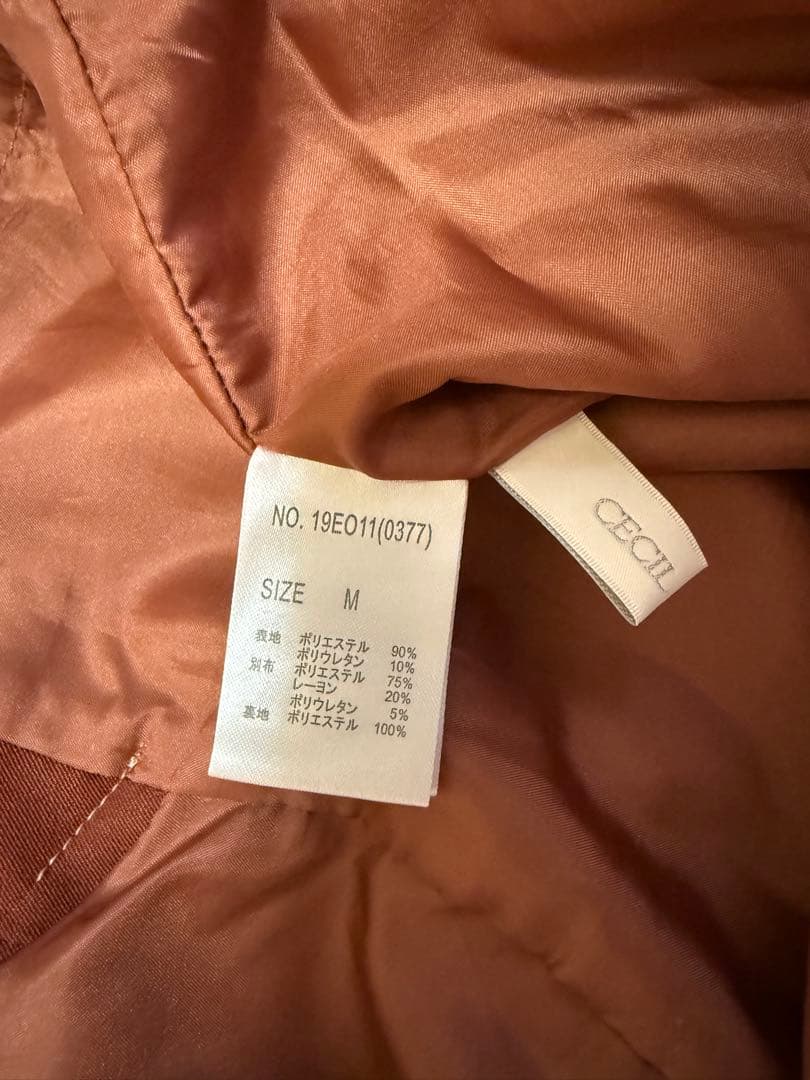 NO. 19EO11(0377)
SIZE M
表地 ポリエステル 90%
ポリウレタン 10%
別布 ポリエステル 75%
レーヨン 20%
ポリウレタン 5%
裏地 ポリエステル 100%
CECIL